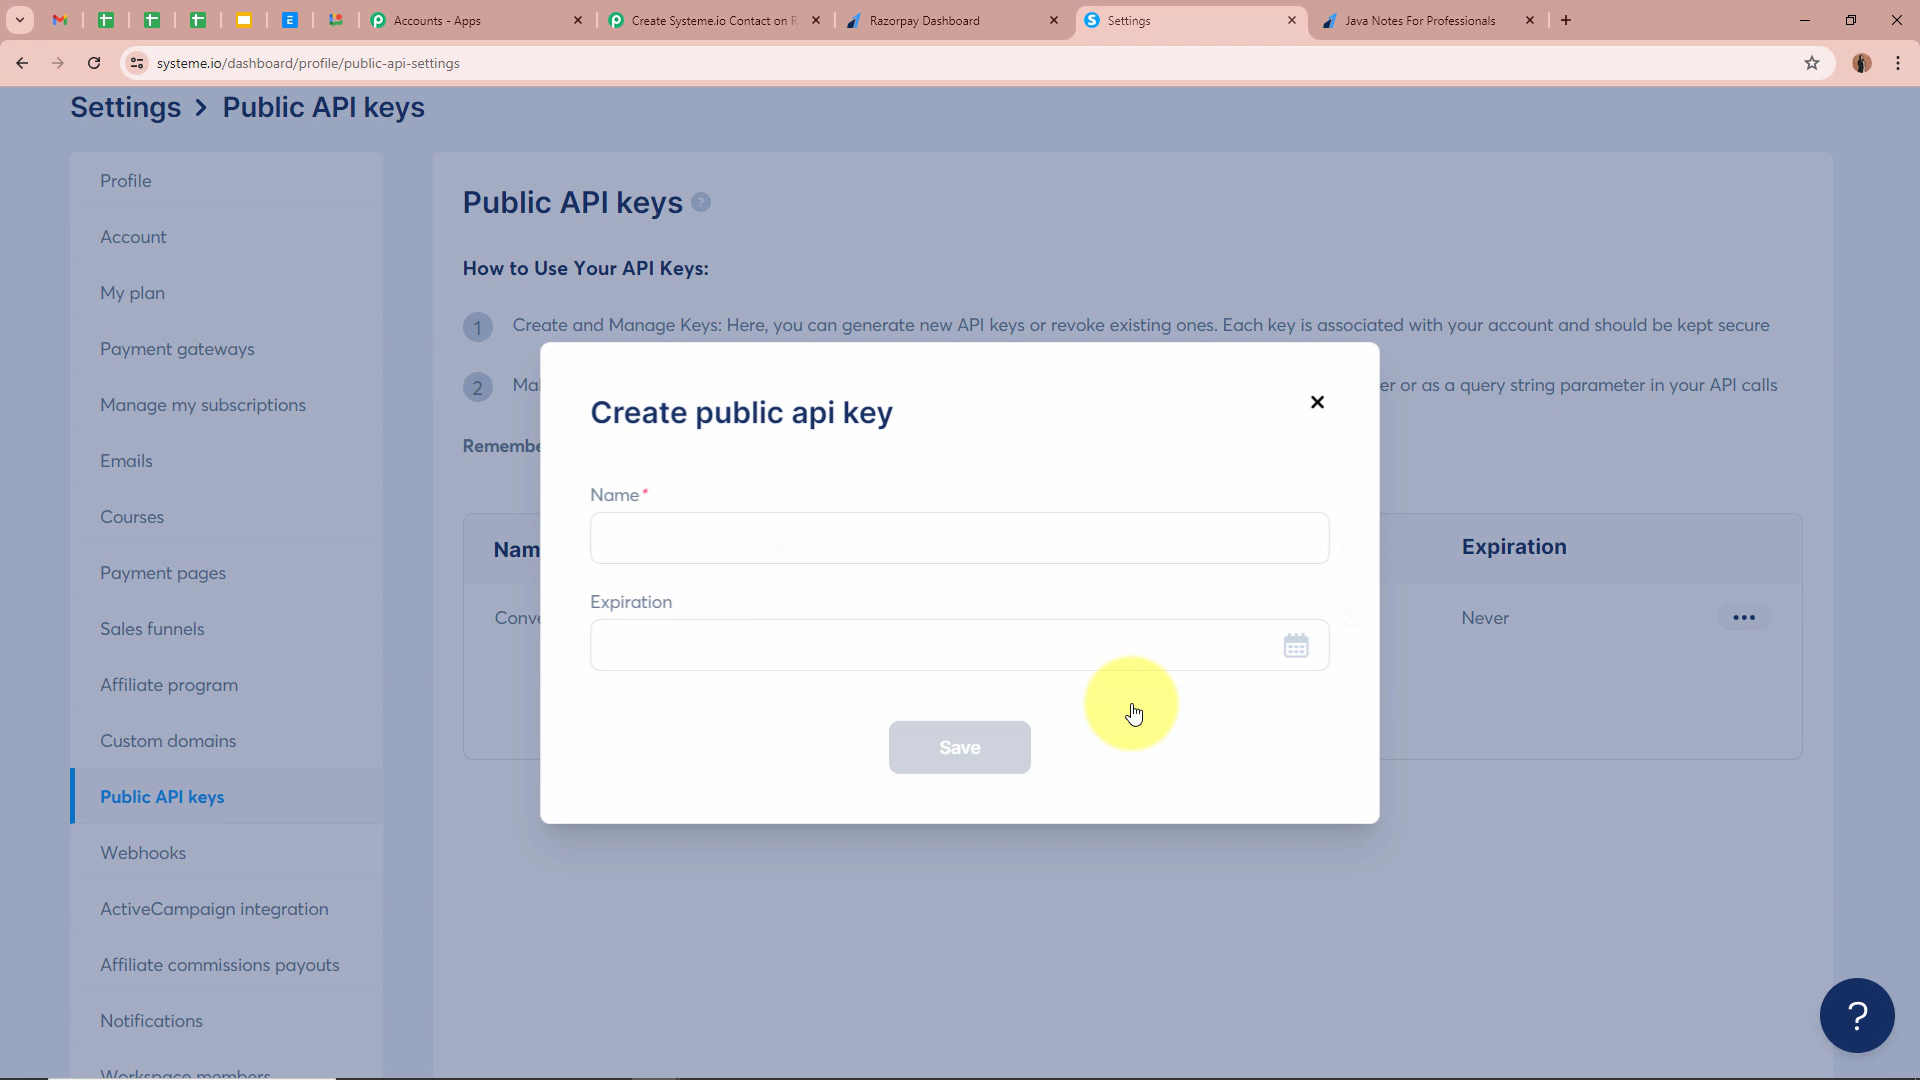 Accounts - Apps
Create Systeme.io Contact on R
Razorpay Dashboard
Settings
Java Notes For Professionals
systeme.io/dashboard/profile/public-api-settings
Settings > Public API keys
Profile
Account
My plan
Payment gateways
Manage my subscriptions
Emails
Courses
Payment pages
Sales funnels
Affiliate program
Custom domains
Public API keys
Webhooks
ActiveCampaign integration
Affiliate commissions payouts
Notifications
Workspace members
Public API keys ?
How to Use Your API Keys:
1 Create and Manage Keys: Here, you can generate new API keys or revoke existing ones. Each key is associated with your account and should be kept secure
2 Ma
er or as a query string parameter in your API calls
Remembe
Name
Expiration
Conve
Never
Create public api key
Name*
Expiration
Save
?